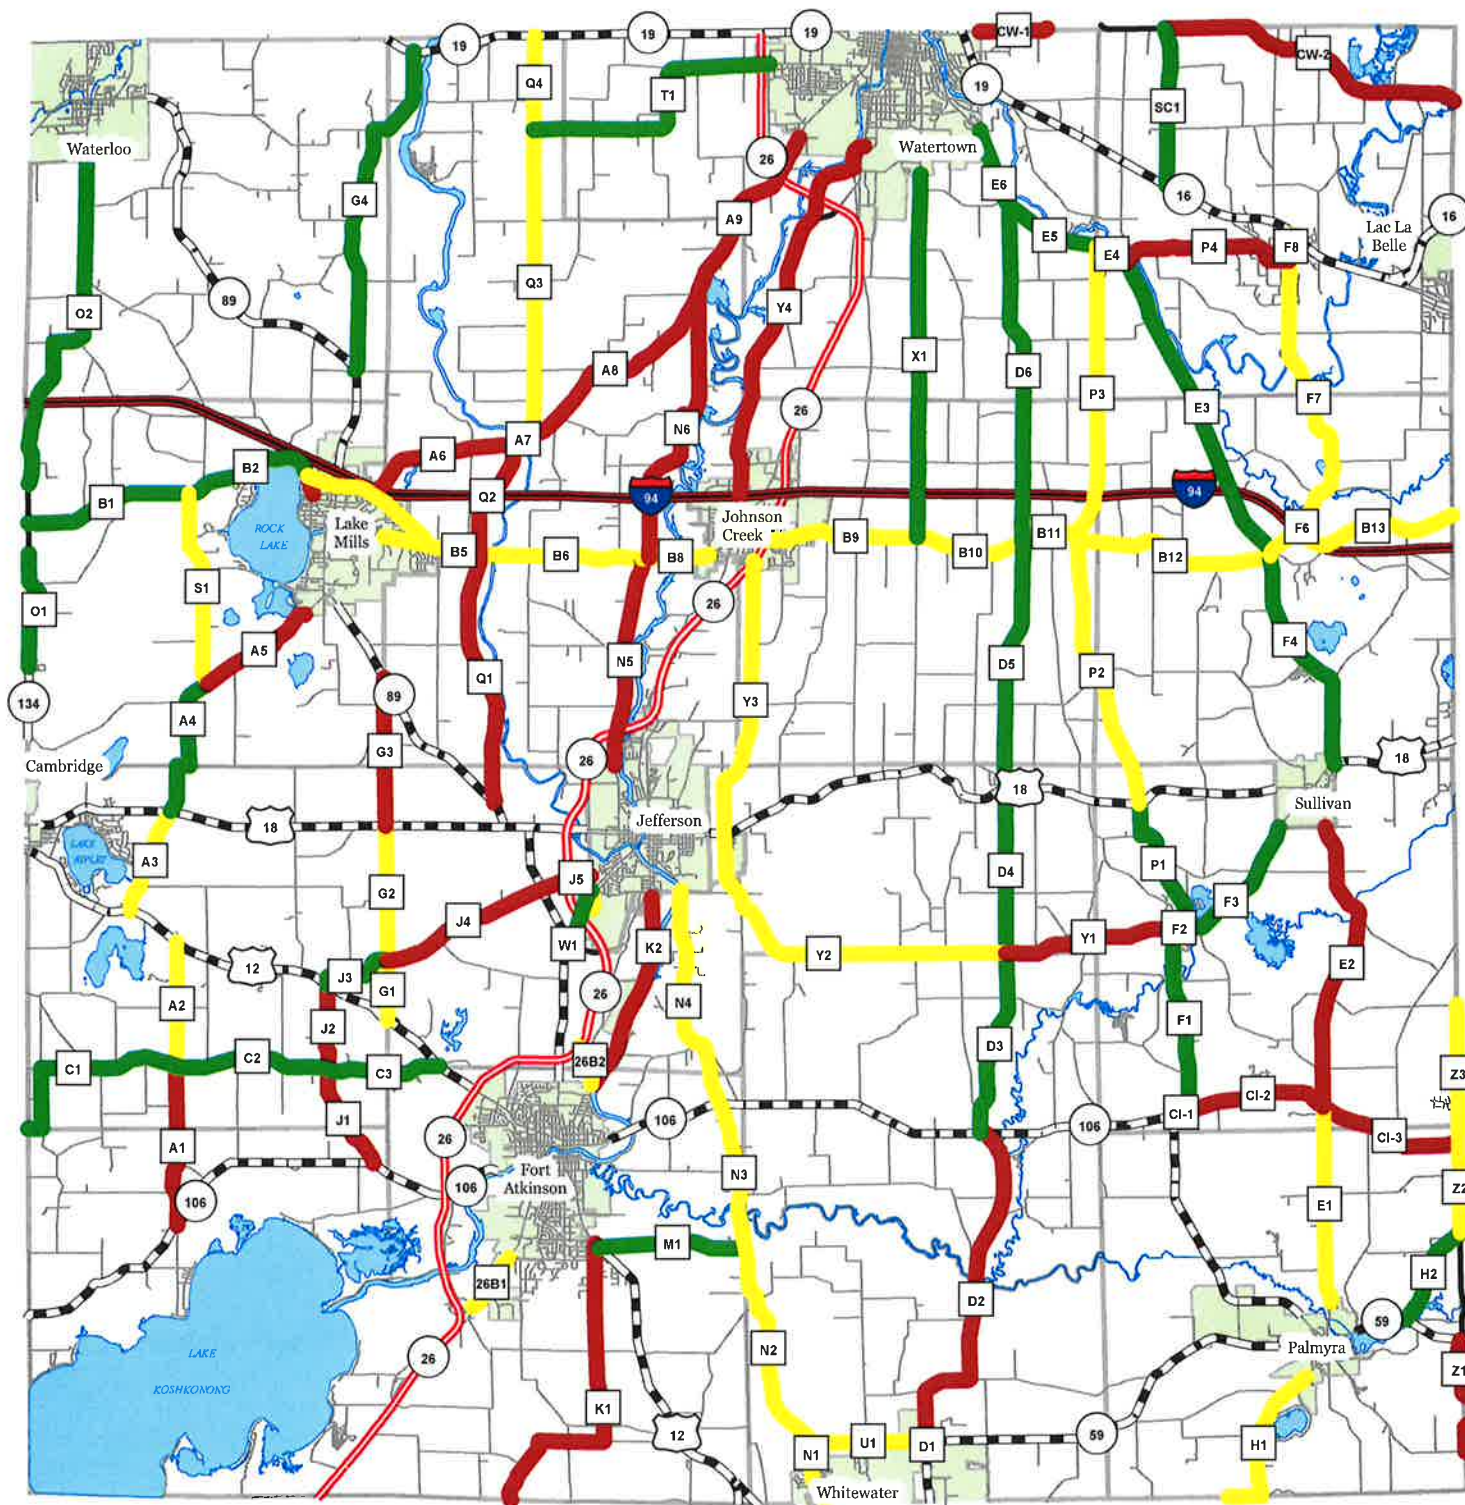 19
19
19
CW-1
Q4
CW-2
19
T1
SC1
Waterloo
Watertown
26
E6
16
G4
A9
Lac La
Belle
16
E5
E4
P4
F8
Q3
89
O2
Y4
X1
A8
D6
P3
F7
26
E3
N6
A7
A6
B2
B1
Q2
94
94
ROCK
LAKE
Lake
Mills
Johnson
Creek
F6
B13
B11
B9
B5
B6
B8
B10
B12
S1
O1
26
F4
A5
N5
D5
P2
Q1
134
89
Y3
A4
G3
Cambridge
26
18
18
Sullivan
18
Jefferson
LAKE
RIPLEY
A3
P1
J5
D4
G2
F3
J4
F2
W1
K2
Y1
Y2
12
J3
E2
G1
26
A2
N4
F1
J2
D3
26B2
C2
C1
C3
Z3
CI-2
CI-1
J1
106
106
26
CI-3
A1
Fort
Atkinson
N3
106
106
Z2
E1
M1
H2
26B1
D2
59
Palmyra
N2
LAKE
KOSHKONONG
26
Z1
K1
12
59
N1
U1
D1
H1
Whitewater